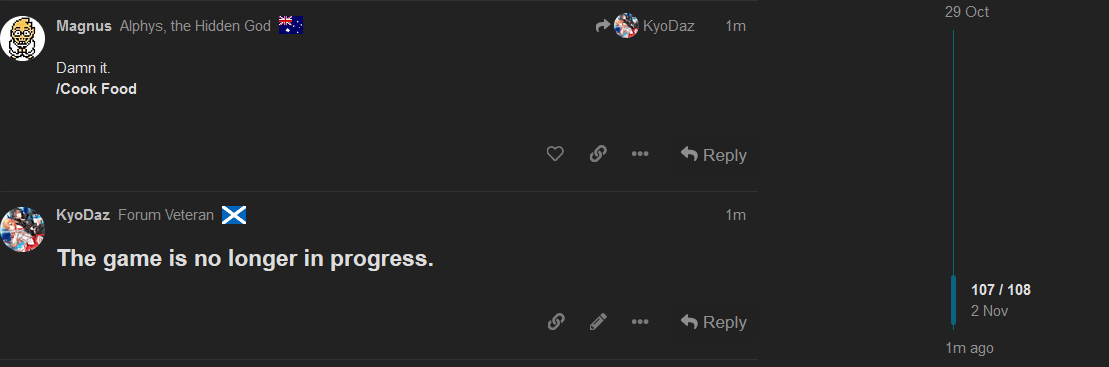 Magnus Alphys, the Hidden God KyoDaz 1m
Damn it.
/Cook Food
Reply
KyoDaz Forum Veteran 1m
The game is no longer in progress.
Reply
29 Oct
107 / 108
2 Nov
1m ago